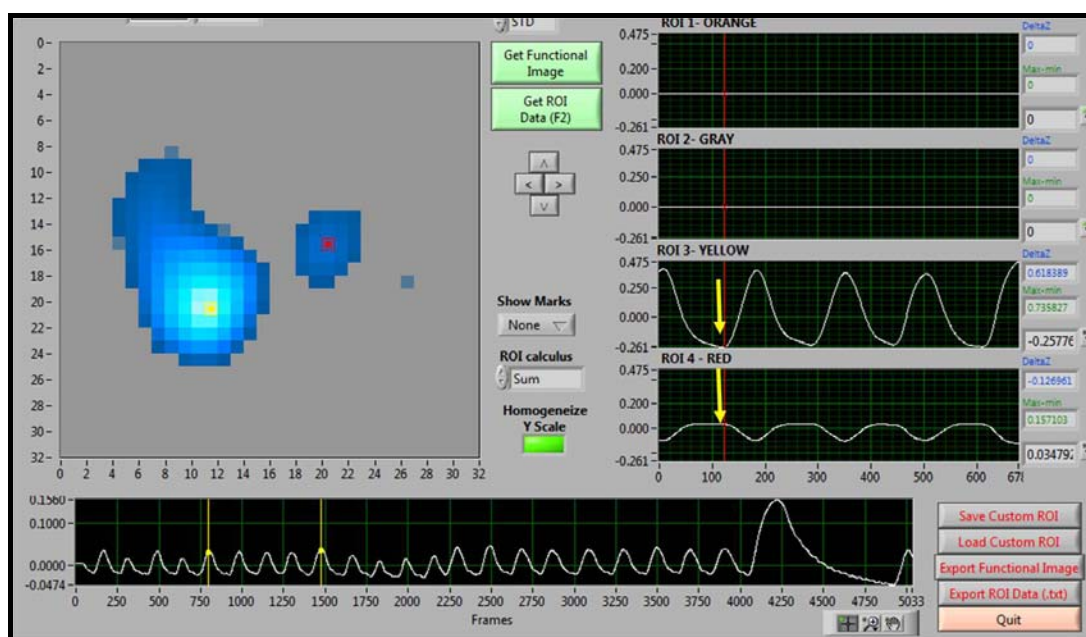 STD
Get Functional
Image
Get ROI
Data (F2)
0
2
4
6
8
10
12
14
16
18
20
22
24
26
28
30
32
0 2 4 6 8 10 12 14 16 18 20 22 24 26 28 30 32
Show Marks
None
ROI calculus
Sum
Homogeneize
Y Scale
ROI 1- ORANGE
0.475
0.200
0.000
-0.261
DeltaZ
0
Max-min
0
0
ROI 2- GRAY
0.475
0.250
0.000
-0.261
DeltaZ
0
Max-min
0
0
ROI 3- YELLOW
0.475
0.250
0.000
-0.261
DeltaZ
0.618389
Max-min
0.735827
-0.25776
ROI 4 - RED
0.475
0.200
0.000
-0.261
DeltaZ
-0.126961
Max-min
0.157103
0.034792
0 100 200 300 400 500 600 678
0.1560
0.1000
0.0000
-0.0474
0 250 500 750 1000 1250 1500 1750 2000 2250 2500 2750 3000 3250 3500 3750 4000 4250 4500 4750 5033
Frames
Save Custom ROI
Load Custom ROI
Export Functional Image
Export ROI Data (.txt)
Quit